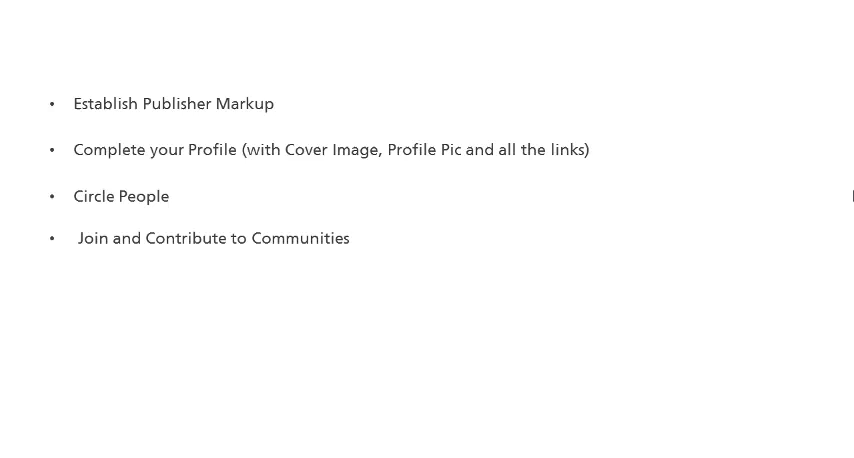 • Establish Publisher Markup
• Complete your Profile (with Cover Image, Profile Pic and all the links)
• Circle People
• Join and Contribute to Communities